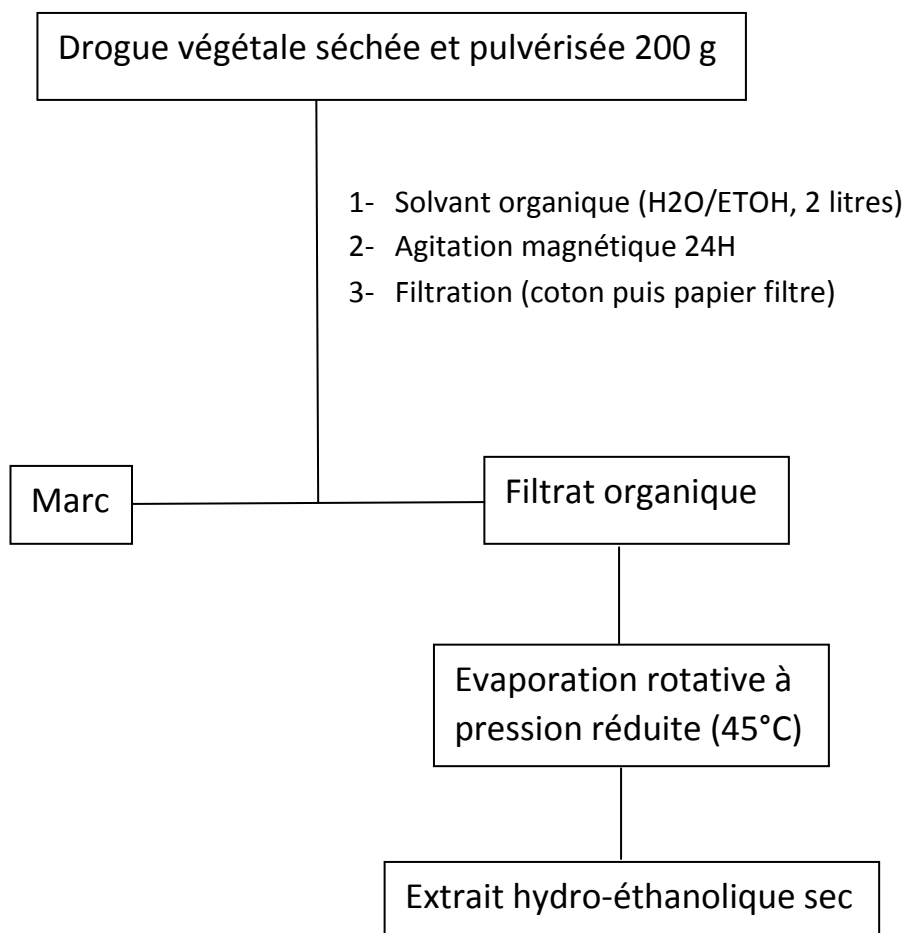 Drogue végétale séchée et pulvérisée 200 g
1- Solvant organique (H2O/ETOH, 2 litres)
2- Agitation magnétique 24H
3- Filtration (coton puis papier filtre)
Marc
Filtrat organique
Evaporation rotative à
pression réduite (45°C)
Extrait hydro-éthanolique sec